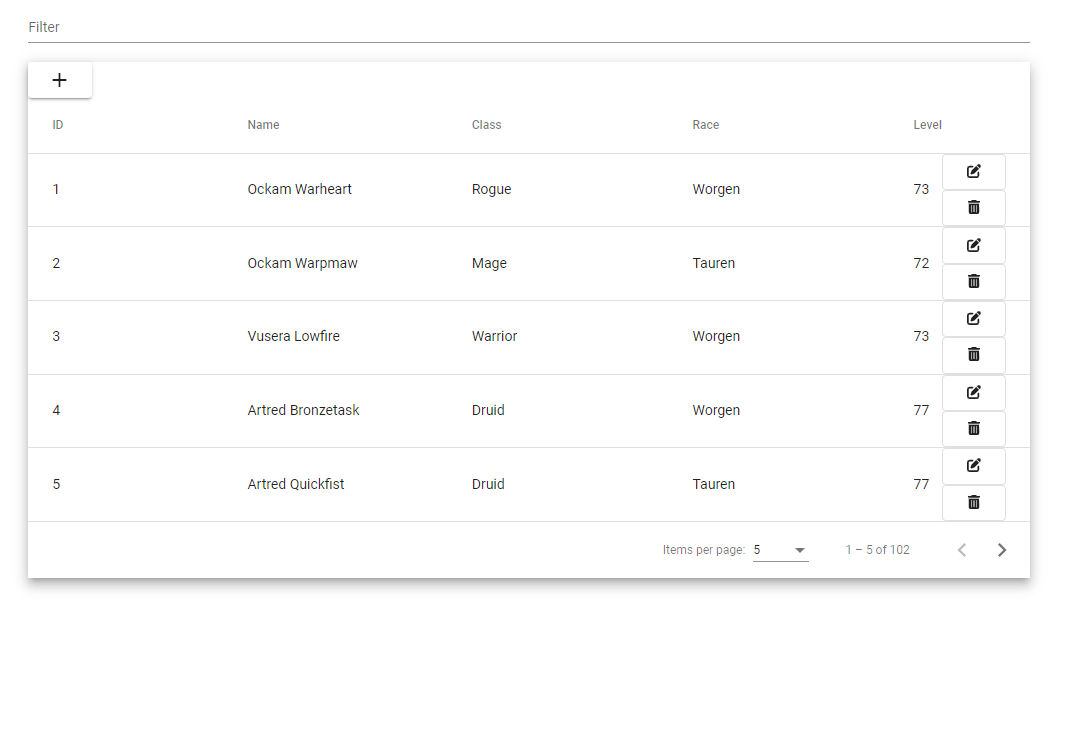 Filter
+
ID Name Class Race Level
1 Ockam Warheart Rogue Worgen 73
2 Ockam Warpmaw Mage Tauren 72
3 Vusera Lowfire Warrior Worgen 73
4 Artred Bronzetask Druid Worgen 77
5 Artred Quickfist Druid Tauren 77
Items per page: 5 1 – 5 of 102